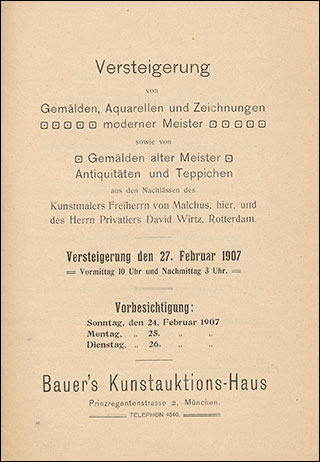 Versteigerung
von
Gemälden, Aquarellen und Zeichnungen
moderner Meister
sowie von
Gemälden alter Meister
Antiquitäten und Teppichen
aus den Nachlässen des
Kunstmalers Freiherrn von Malchus, hier, und
des Herrn Privatiers David Wirtz, Rotterdam.
Versteigerung den 27. Februar 1907
Vormittag 10 Uhr und Nachmittag 3 Uhr.
Vorbesichtigung:
Sonntag, den 24. Februar 1907
Montag, „ 25. „ „
Dienstag, „ 26. „ „
Bauer's Kunstauktions-Haus
Prinzregentenstrasse 2, München.
TELEPHON 4640.